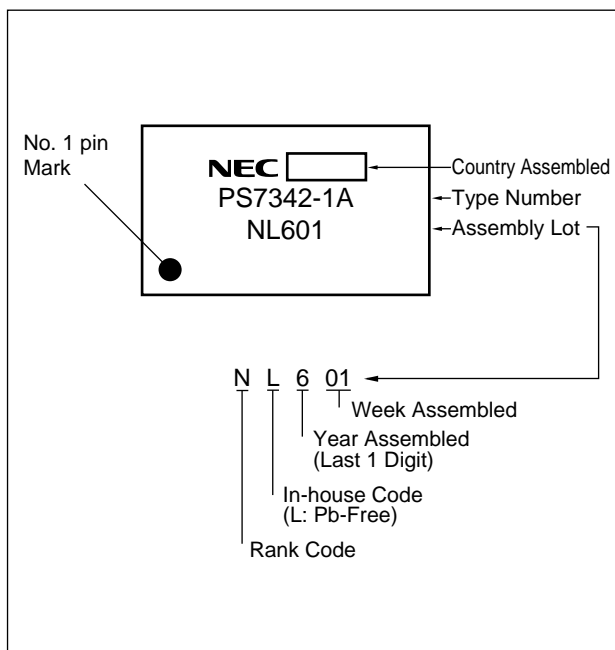 No. 1 pin
Mark
NEC
Country Assembled
PS7342-1A
Type Number
NL601
Assembly Lot
N L 6 01
Week Assembled
Year Assembled
(Last 1 Digit)
In-house Code
(L: Pb-Free)
Rank Code